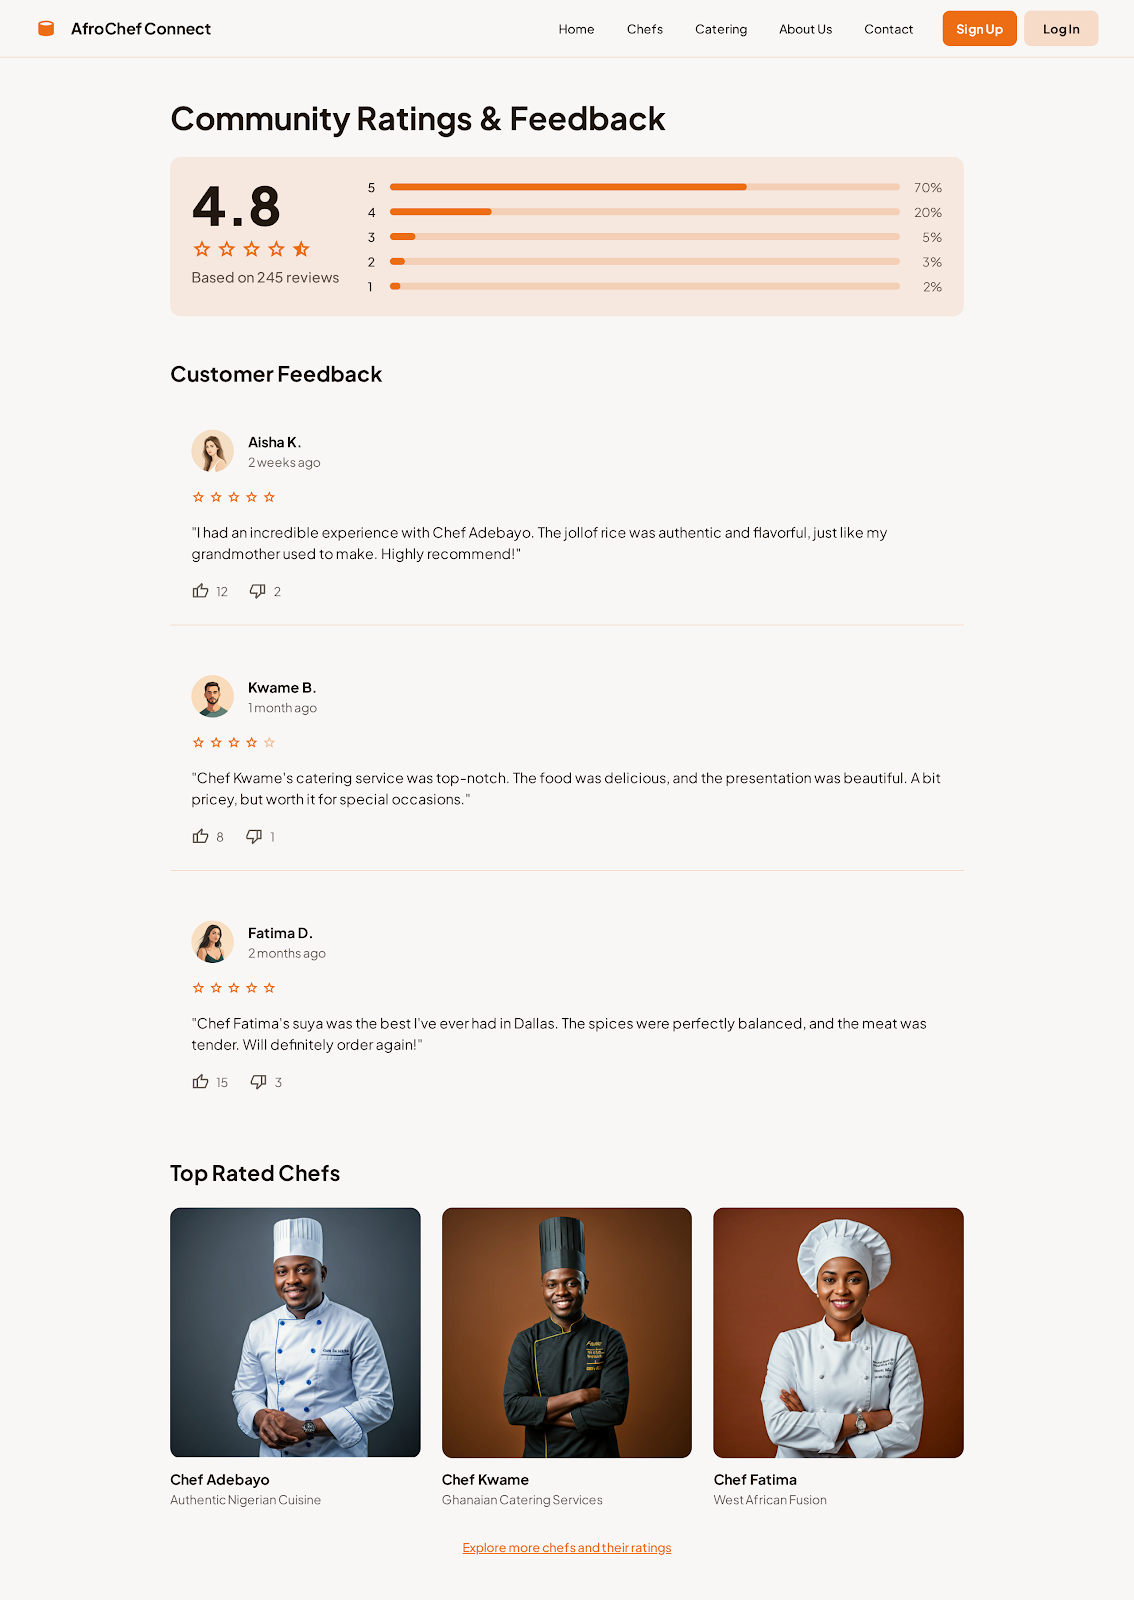 AfroChef Connect
Home
Chefs
Catering
About Us
Contact
Sign Up
Log In
Community Ratings & Feedback
4.8
Based on 245 reviews
5 70%
4 20%
3 5%
2 3%
1 2%
Customer Feedback
Aisha K.
2 weeks ago
"I had an incredible experience with Chef Adebayo. The jollof rice was authentic and flavorful, just like my
grandmother used to make. Highly recommend!"
12 2
Kwame B.
1 month ago
"Chef Kwame's catering service was top-notch. The food was delicious, and the presentation was beautiful. A bit
pricey, but worth it for special occasions."
8 1
Fatima D.
2 months ago
"Chef Fatima's suya was the best I've ever had in Dallas. The spices were perfectly balanced, and the meat was
tender. Will definitely order again!"
15 3
Top Rated Chefs
Chef Adebayo
Authentic Nigerian Cuisine
Chef Kwame
Ghanaian Catering Services
Chef Fatima
West African Fusion
Explore more chefs and their ratings